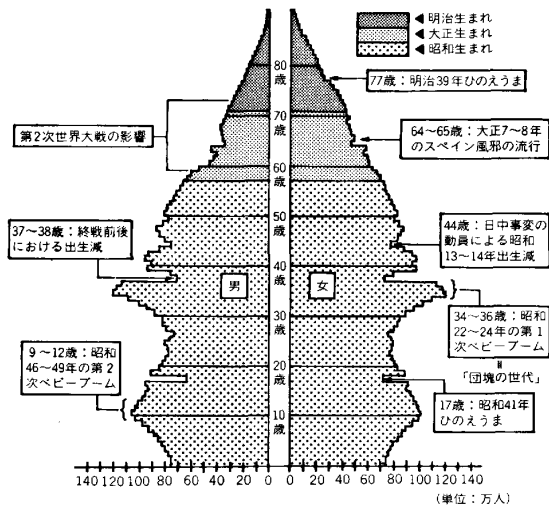 明治生まれ
大正生まれ
昭和生まれ
80
歳
77歳：明治39年ひのえうま
70
歳
第2次世界大戦の影響
64～65歳：大正7～8年
のスペイン風邪の流行
60
歳
50
歳
37～38歳：終戦前後
における出生減
44歳：日中事変の
動員による昭和
13～14年出生減
40
歳
男
女
34～36歳：昭和
22～24年の第1
次ベビーブーム
＝
「団塊の世代」
30
歳
9～12歳：昭和
46～49年の第2
次ベビーブーム
20
歳
17歳：昭和41年
ひのえうま
10
歳
140 120 100 80 60 40 20 0
0 20 40 60 80 100 120 140
（単位：万人）